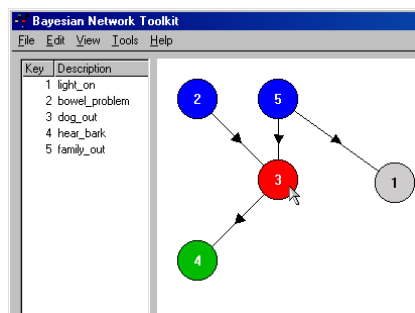 Bayesian Network Toolkit
File Edit View Tools Help
Key Description
1 light_on
2 bowel_problem
3 dog_out
4 hear_bark
5 family_out
2 5
3 1
4